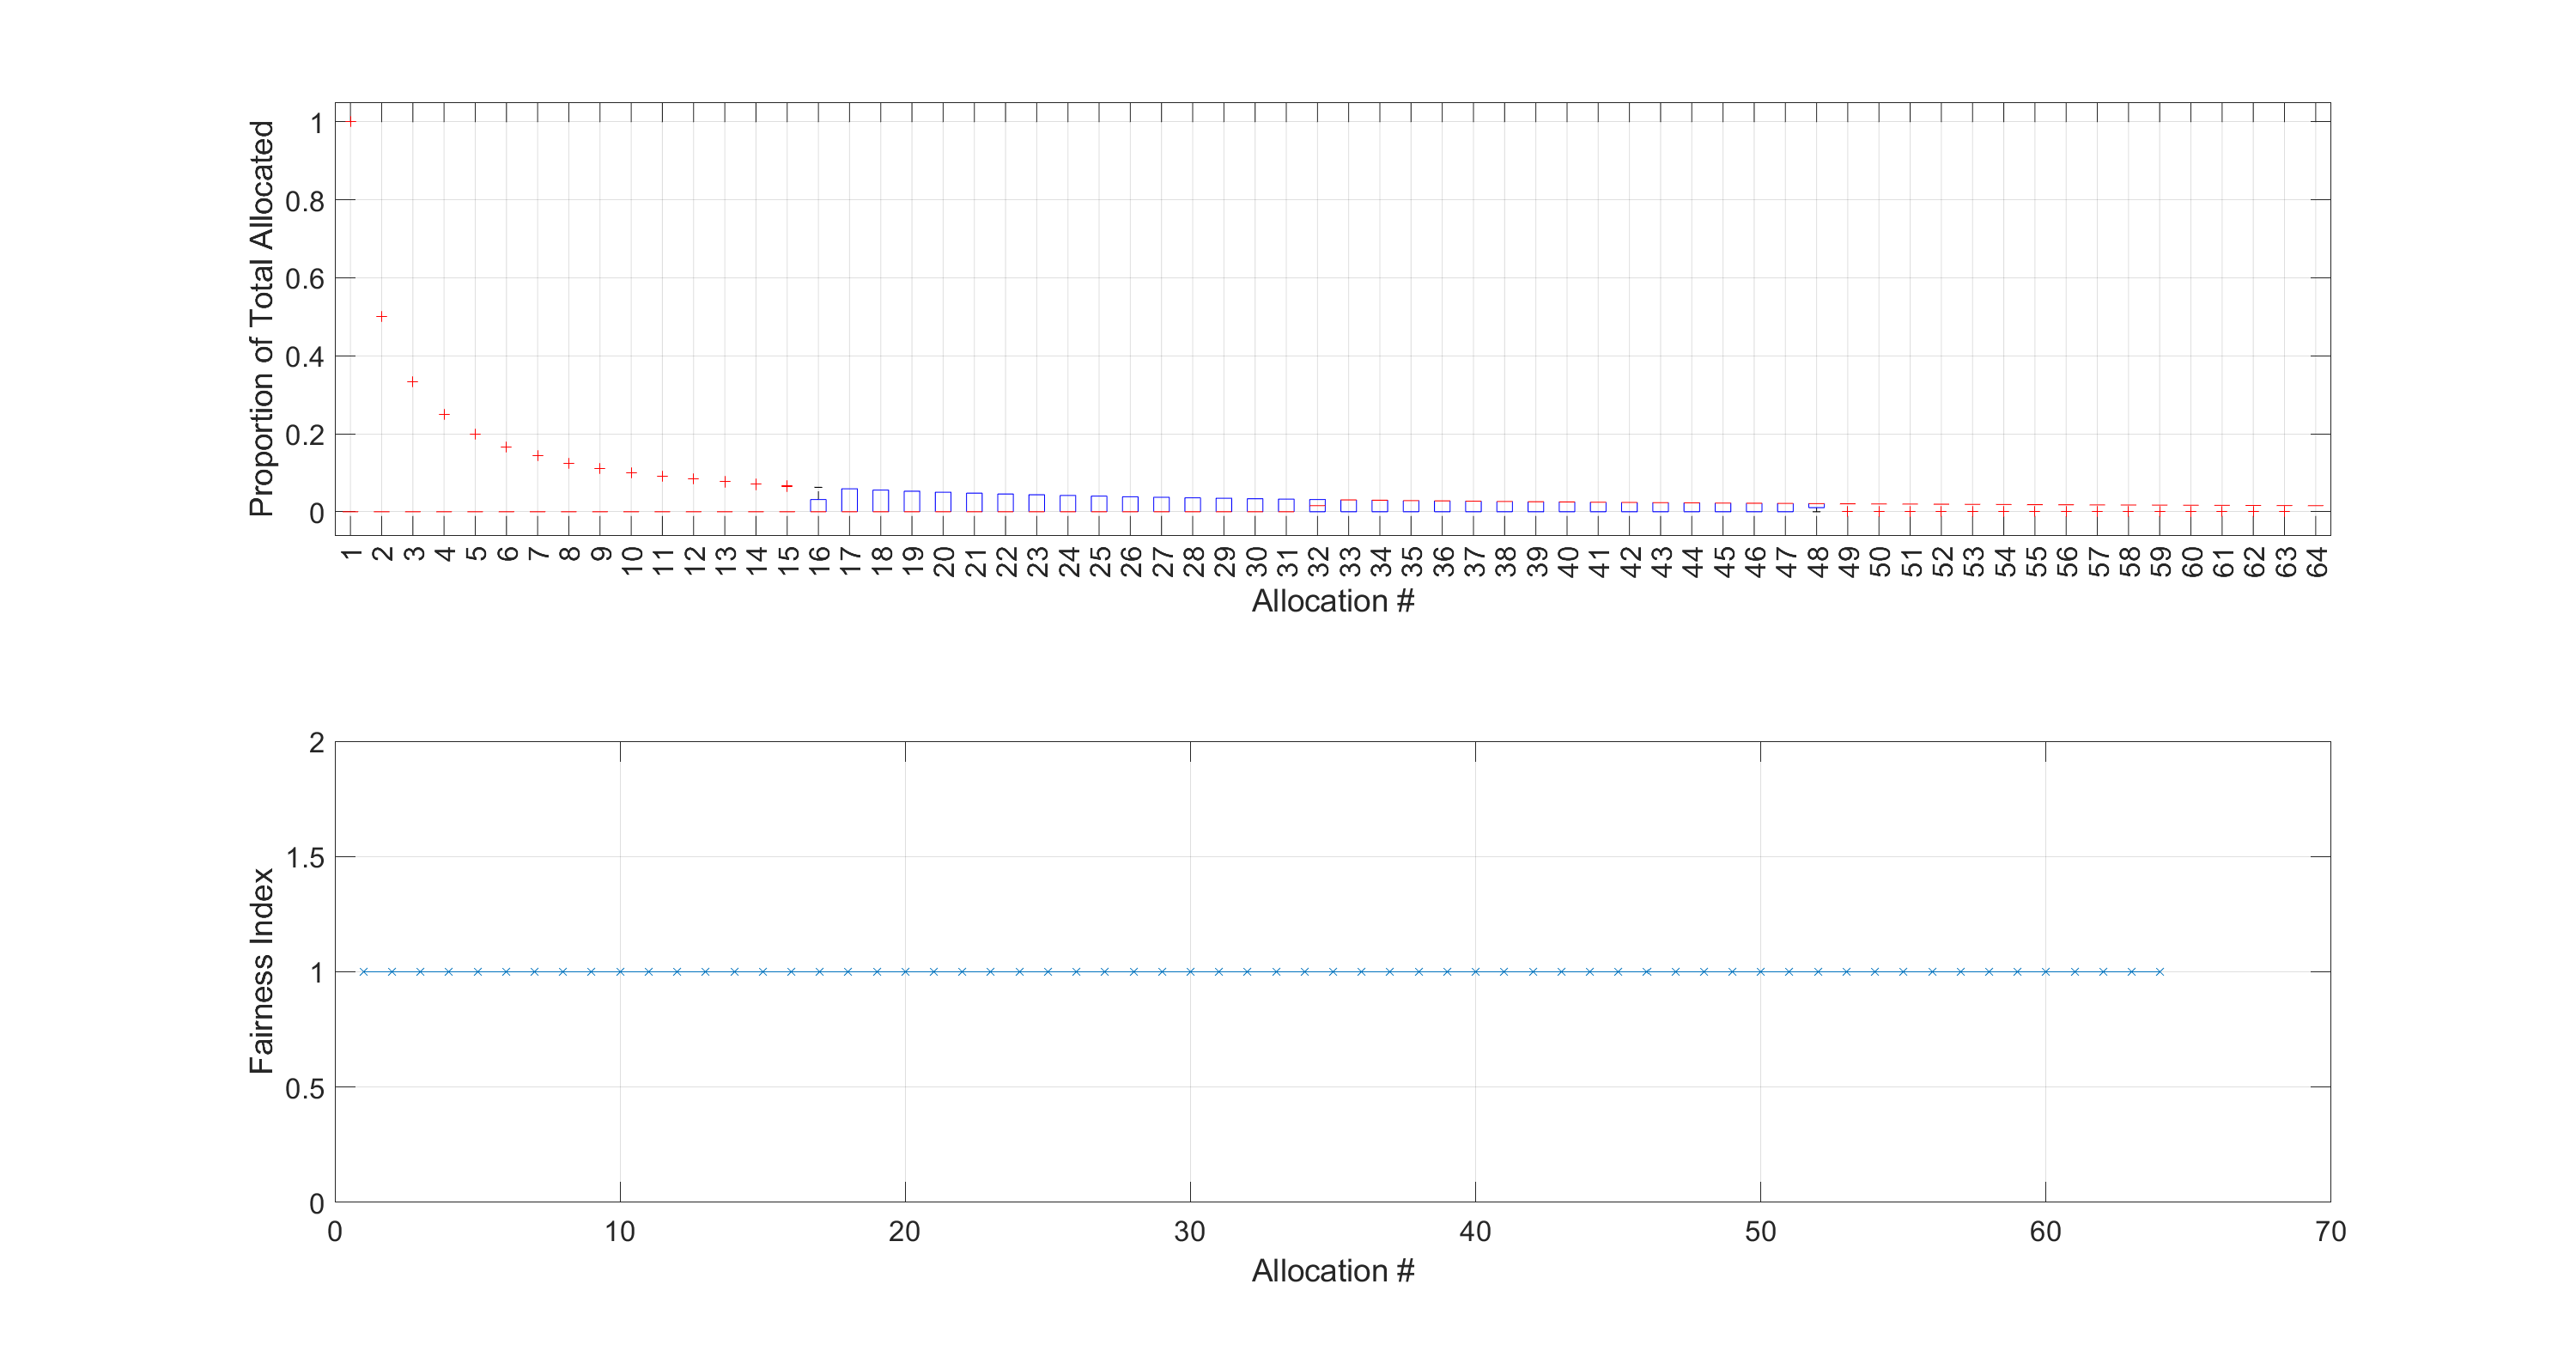 Proportion of Total Allocated
1
0.8
0.6
0.4
0.2
0
1 2 3 4 5 6 7 8 9 10 11 12 13 14 15 16 17 18 19 20 21 22 23 24 25 26 27 28 29 30 31 32 33 34 35 36 37 38 39 40 41 42 43 44 45 46 47 48 49 50 51 52 53 54 55 56 57 58 59 60 61 62 63 64
Allocation #
Fairness Index
2
1.5
1
0.5
0
0 10 20 30 40 50 60 70
Allocation #